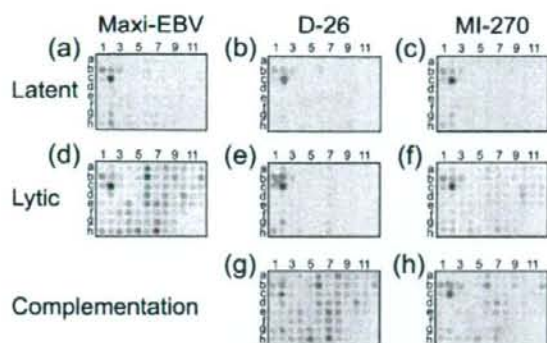 Maxi-EBV D-26 MI-270
(a) 1 3 5 7 9 11 (b) 1 3 5 7 9 11 (c) 1 3 5 7 9 11
Latent
a b c d e f g h a b c d e f g h a b c d e f g h
(d) 1 3 5 7 9 11 (e) 1 3 5 7 9 11 (f) 1 3 5 7 9 11
Lytic
a b c d e f g h a b c d e f g h a b c d e f g h
(g) 1 3 5 7 9 11 (h) 1 3 5 7 9 11
Complementation
a b c d e f g h a b c d e f g h